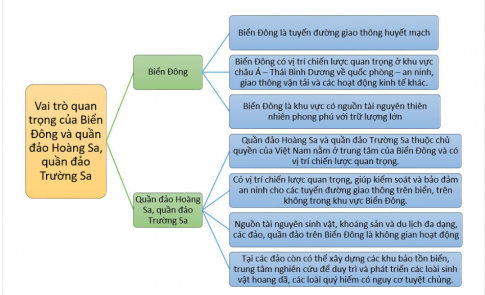 Vai trò quan
trọng của Biển
Đông và quần
đảo Hoàng Sa,
quần đảo
Trường Sa
Biển Đông
Biển Đông là tuyến đường giao thông huyết mạch
Biển Đông có vị trí chiến lược quan trọng ở khu vực
châu Á – Thái Bình Dương về quốc phòng – an ninh,
giao thông vận tải và các hoạt động kinh tế khác.
Biển Đông là khu vực có nguồn tài nguyên thiên
nhiên phong phú với trữ lượng lớn
Quần đảo Hoàng
Sa, quần đảo
Trường Sa
Quần đảo Hoàng Sa và quần đảo Trường Sa thuộc chủ
quyền của Việt Nam nằm ở trung tâm của Biển Đông và có
vị trí chiến lược quan trọng.
Có vị trí chiến lược quan trọng, giúp kiểm soát và bảo đảm
an ninh cho các tuyến đường giao thông trên biển, trên
không trong khu vực Biển Đông.
Nguồn tài nguyên sinh vật, khoáng sản và du lịch đa dạng,
các đảo, quần đảo trên Biển Đông là không gian hoạt động
Tại các đảo còn có thể xây dựng các khu bảo tồn biển,
trung tâm nghiên cứu để duy trì và phát triển các loài sinh
vật hoang dã, các loài quý hiếm có nguy cơ tuyệt chủng.